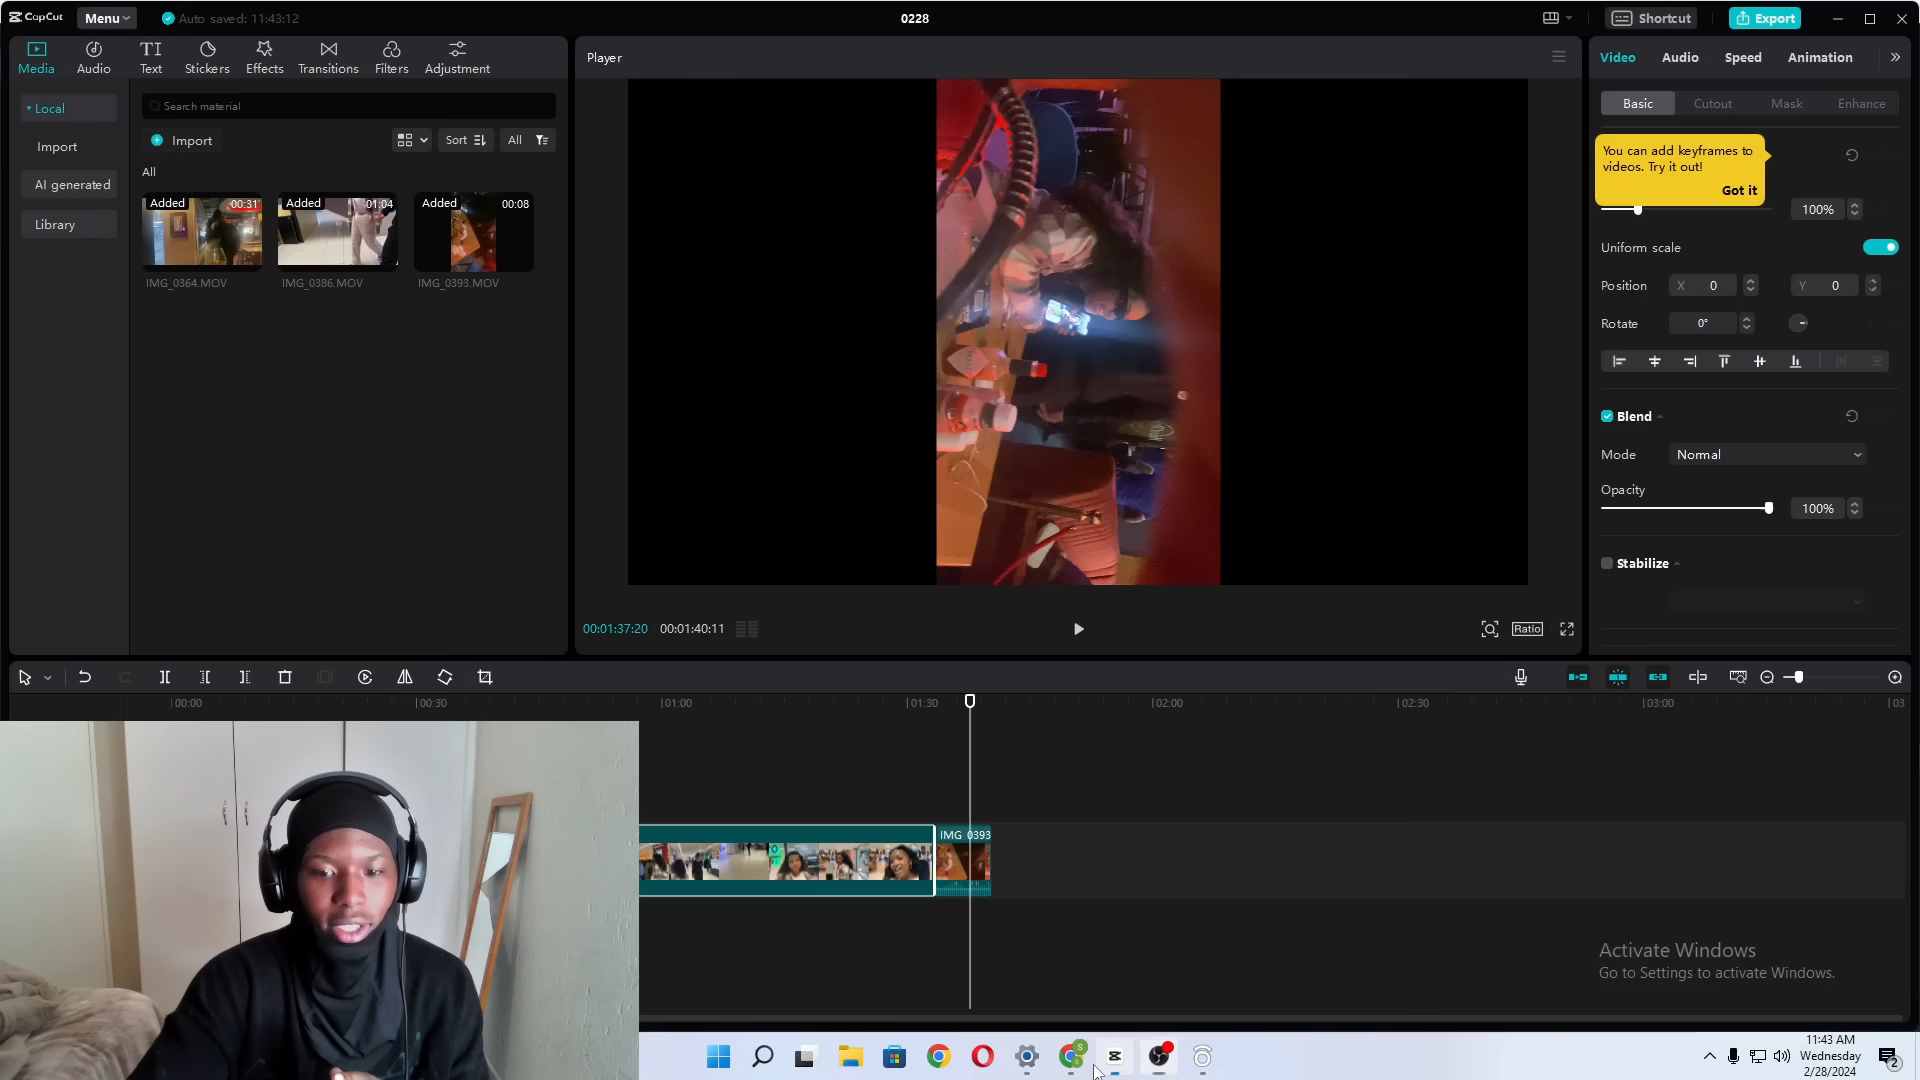 CapCut
Menu
Auto saved: 11:43:12
0228
Shortcut
Export
Media
Audio
Text
Stickers
Effects
Transitions
Filters
Adjustment
Player
Video
Audio
Speed
Animation
Local
Import
AI generated
Library
Search material
Import
Sort
All
All
Added
00:31
Added
01:04
Added
00:08
IMG_0364.MOV
IMG_0386.MOV
IMG_0393.MOV
Basic
Cutout
Mask
Enhance
You can add keyframes to
videos. Try it out!
Got it
100%
Uniform scale
Position
X
0
Y
0
Rotate
0°
Blend
Mode
Normal
Opacity
100%
Stabilize
00:01:37:20
00:01:40:11
Ratio
00:00
00:30
01:00
01:30
02:00
02:30
03:00
03
IMG_0393
Activate Windows
Go to Settings to activate Windows.
11:43 AM
Wednesday
2/28/2024
2